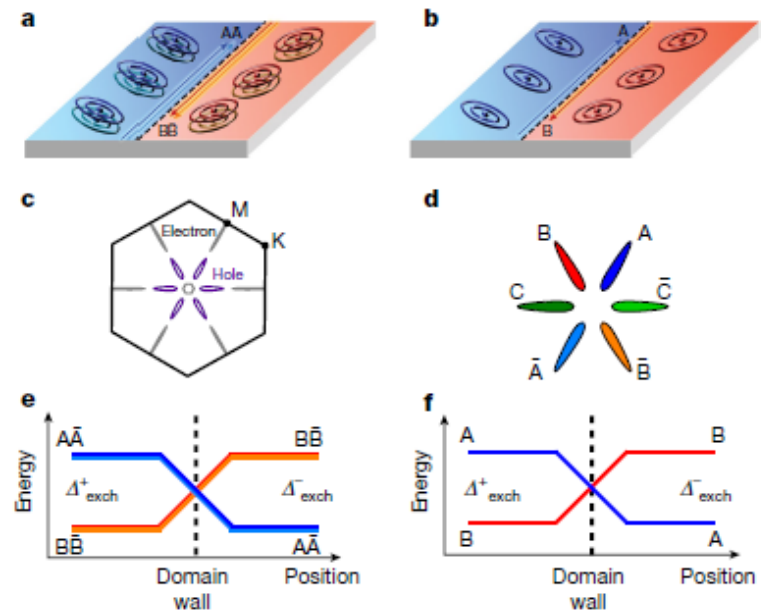 a
AĀ
BB̄
b
A
B
c
M
K
Electron
Hole
d
B
A
C
C̄
Ā
B̄
e
Energy
AĀ
BB̄
Δ⁺exch
Δ⁻exch
BB̄
AĀ
Domain wall
Position
f
Energy
A
B
Δ⁺exch
Δ⁻exch
B
A
Domain wall
Position